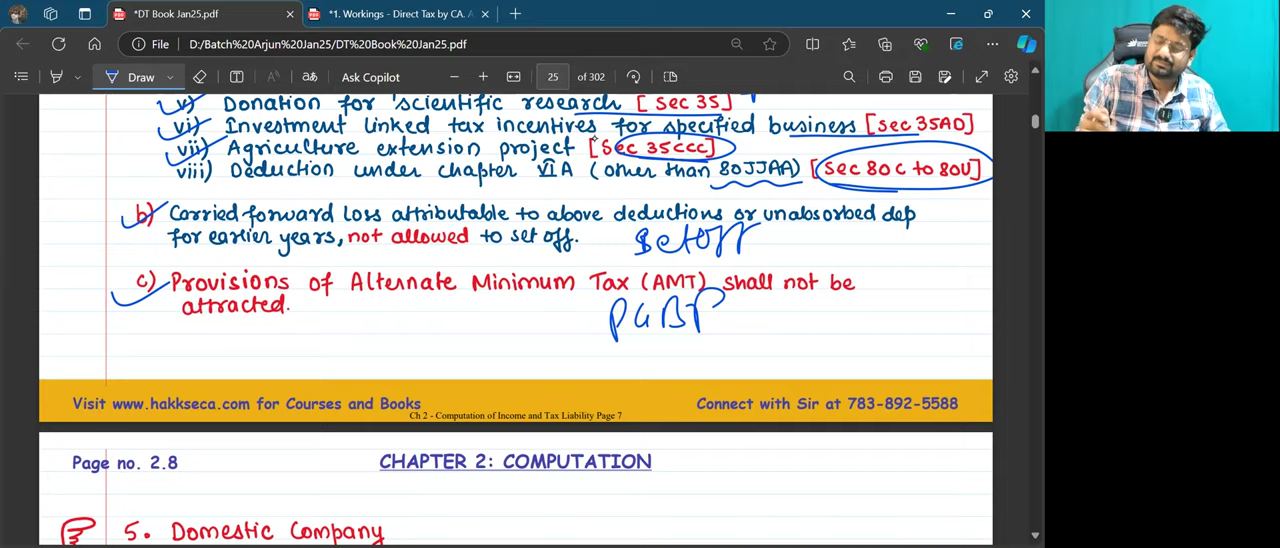 *DT Book Jan25.pdf
*1. Workings - Direct Tax by CA. A
File
D:/Batch%20Arjun%20Jan25/DT%20Book%20Jan25.pdf
Draw
aあ
Ask Copilot
25 of 302
v) Donation for scientific research [Sec 35]
vi) Investment linked tax incentives for specified business [Sec 35AD]
vii) Agriculture extension project [Sec 35CCC]
viii) Deduction under chapter VIA (other than 80JJAA) [Sec 80C to 80U]
b) Carried forward loss attributable to above deductions or unabsorbed dep
for earlier years, not allowed to set off.
Setoff
c) Provisions of Alternate Minimum Tax (AMT) shall not be
attracted.
PGBP
Visit www.hakkseca.com for Courses and Books
Ch 2 - Computation of Income and Tax Liability Page 7
Connect with Sir at 783-892-5588
Page no. 2.8
CHAPTER 2: COMPUTATION
5. Domestic Company